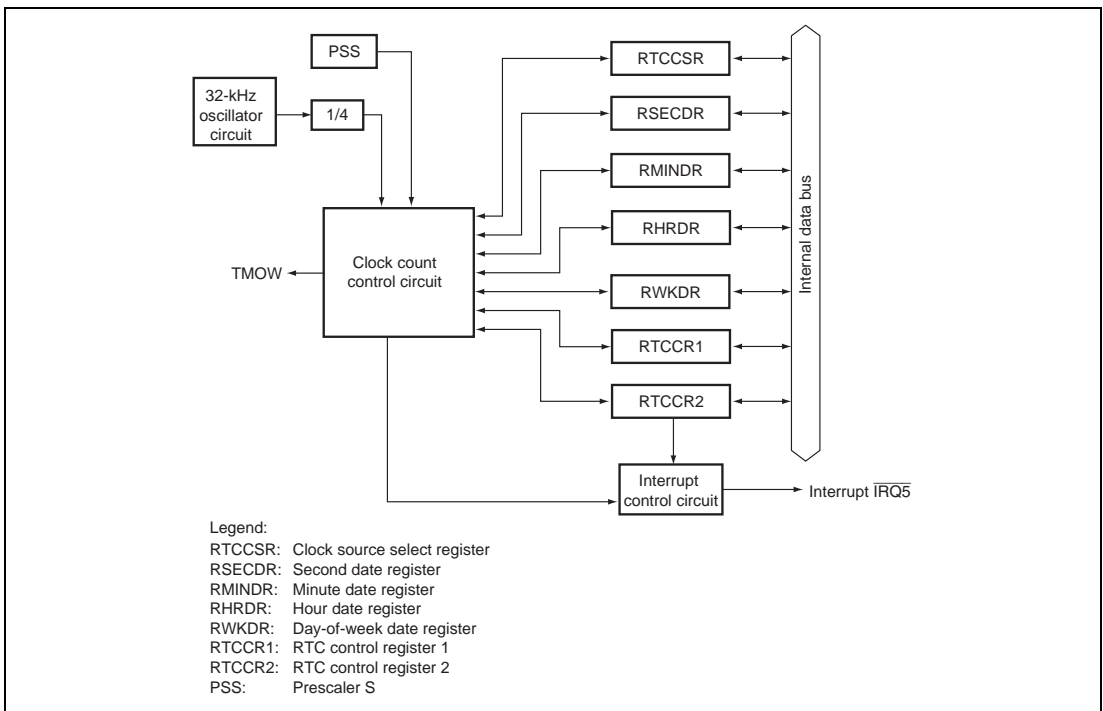 PSS
RTCCSR
32-kHz
oscillator
circuit
1/4
RSECDR
RMINDR
Internal data bus
RHRDR
TMOW
Clock count
control circuit
RWKDR
RTCCR1
RTCCR2
Interrupt
control circuit
Interrupt IRQ5
Legend:
RTCCSR: Clock source select register
RSECDR: Second date register
RMINDR: Minute date register
RHRDR: Hour date register
RWKDR: Day-of-week date register
RTCCR1: RTC control register 1
RTCCR2: RTC control register 2
PSS: Prescaler S